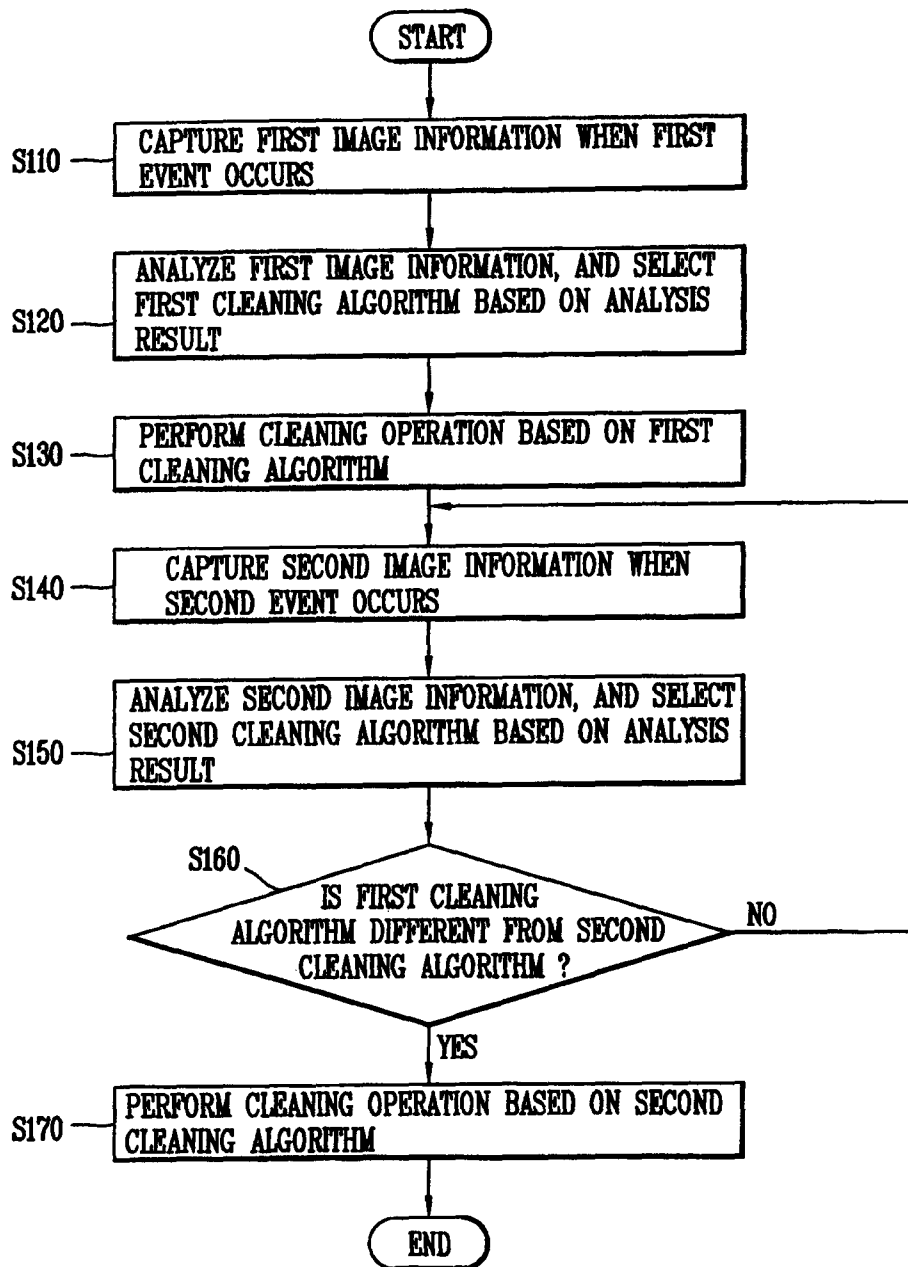 START
S110
CAPTURE FIRST IMAGE INFORMATION WHEN FIRST
EVENT OCCURS
S120
ANALYZE FIRST IMAGE INFORMATION, AND SELECT
FIRST CLEANING ALGORITHM BASED ON ANALYSIS
RESULT
S130
PERFORM CLEANING OPERATION BASED ON FIRST
CLEANING ALGORITHM
S140
CAPTURE SECOND IMAGE INFORMATION WHEN
SECOND EVENT OCCURS
S150
ANALYZE SECOND IMAGE INFORMATION, AND SELECT
SECOND CLEANING ALGORITHM BASED ON ANALYSIS
RESULT
S160
IS FIRST CLEANING
ALGORITHM DIFFERENT FROM SECOND
CLEANING ALGORITHM ?
NO
YES
S170
PERFORM CLEANING OPERATION BASED ON SECOND
CLEANING ALGORITHM
END